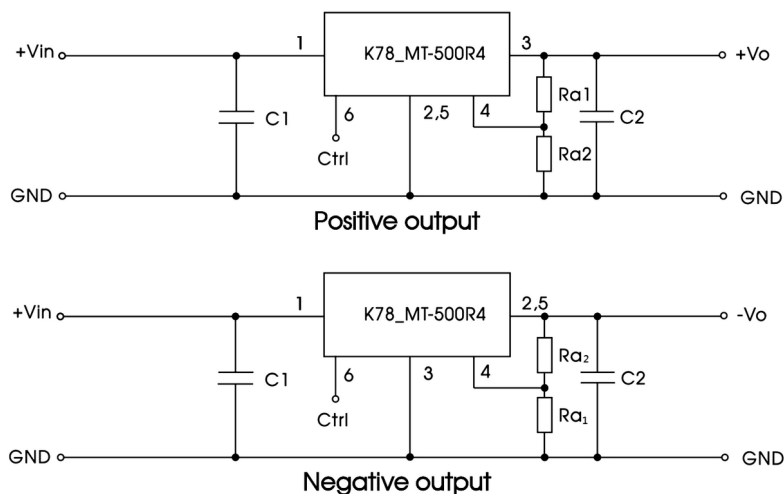 +Vin
1
K78_MT-500R4
3
+Vo
C1
6
2,5
4
Ra1
C2
Ctrl
Ra2
GND
GND
Positive output
+Vin
1
K78_MT-500R4
2,5
-Vo
C1
6
3
4
Ra₂
C2
Ctrl
Ra₁
GND
GND
Negative output